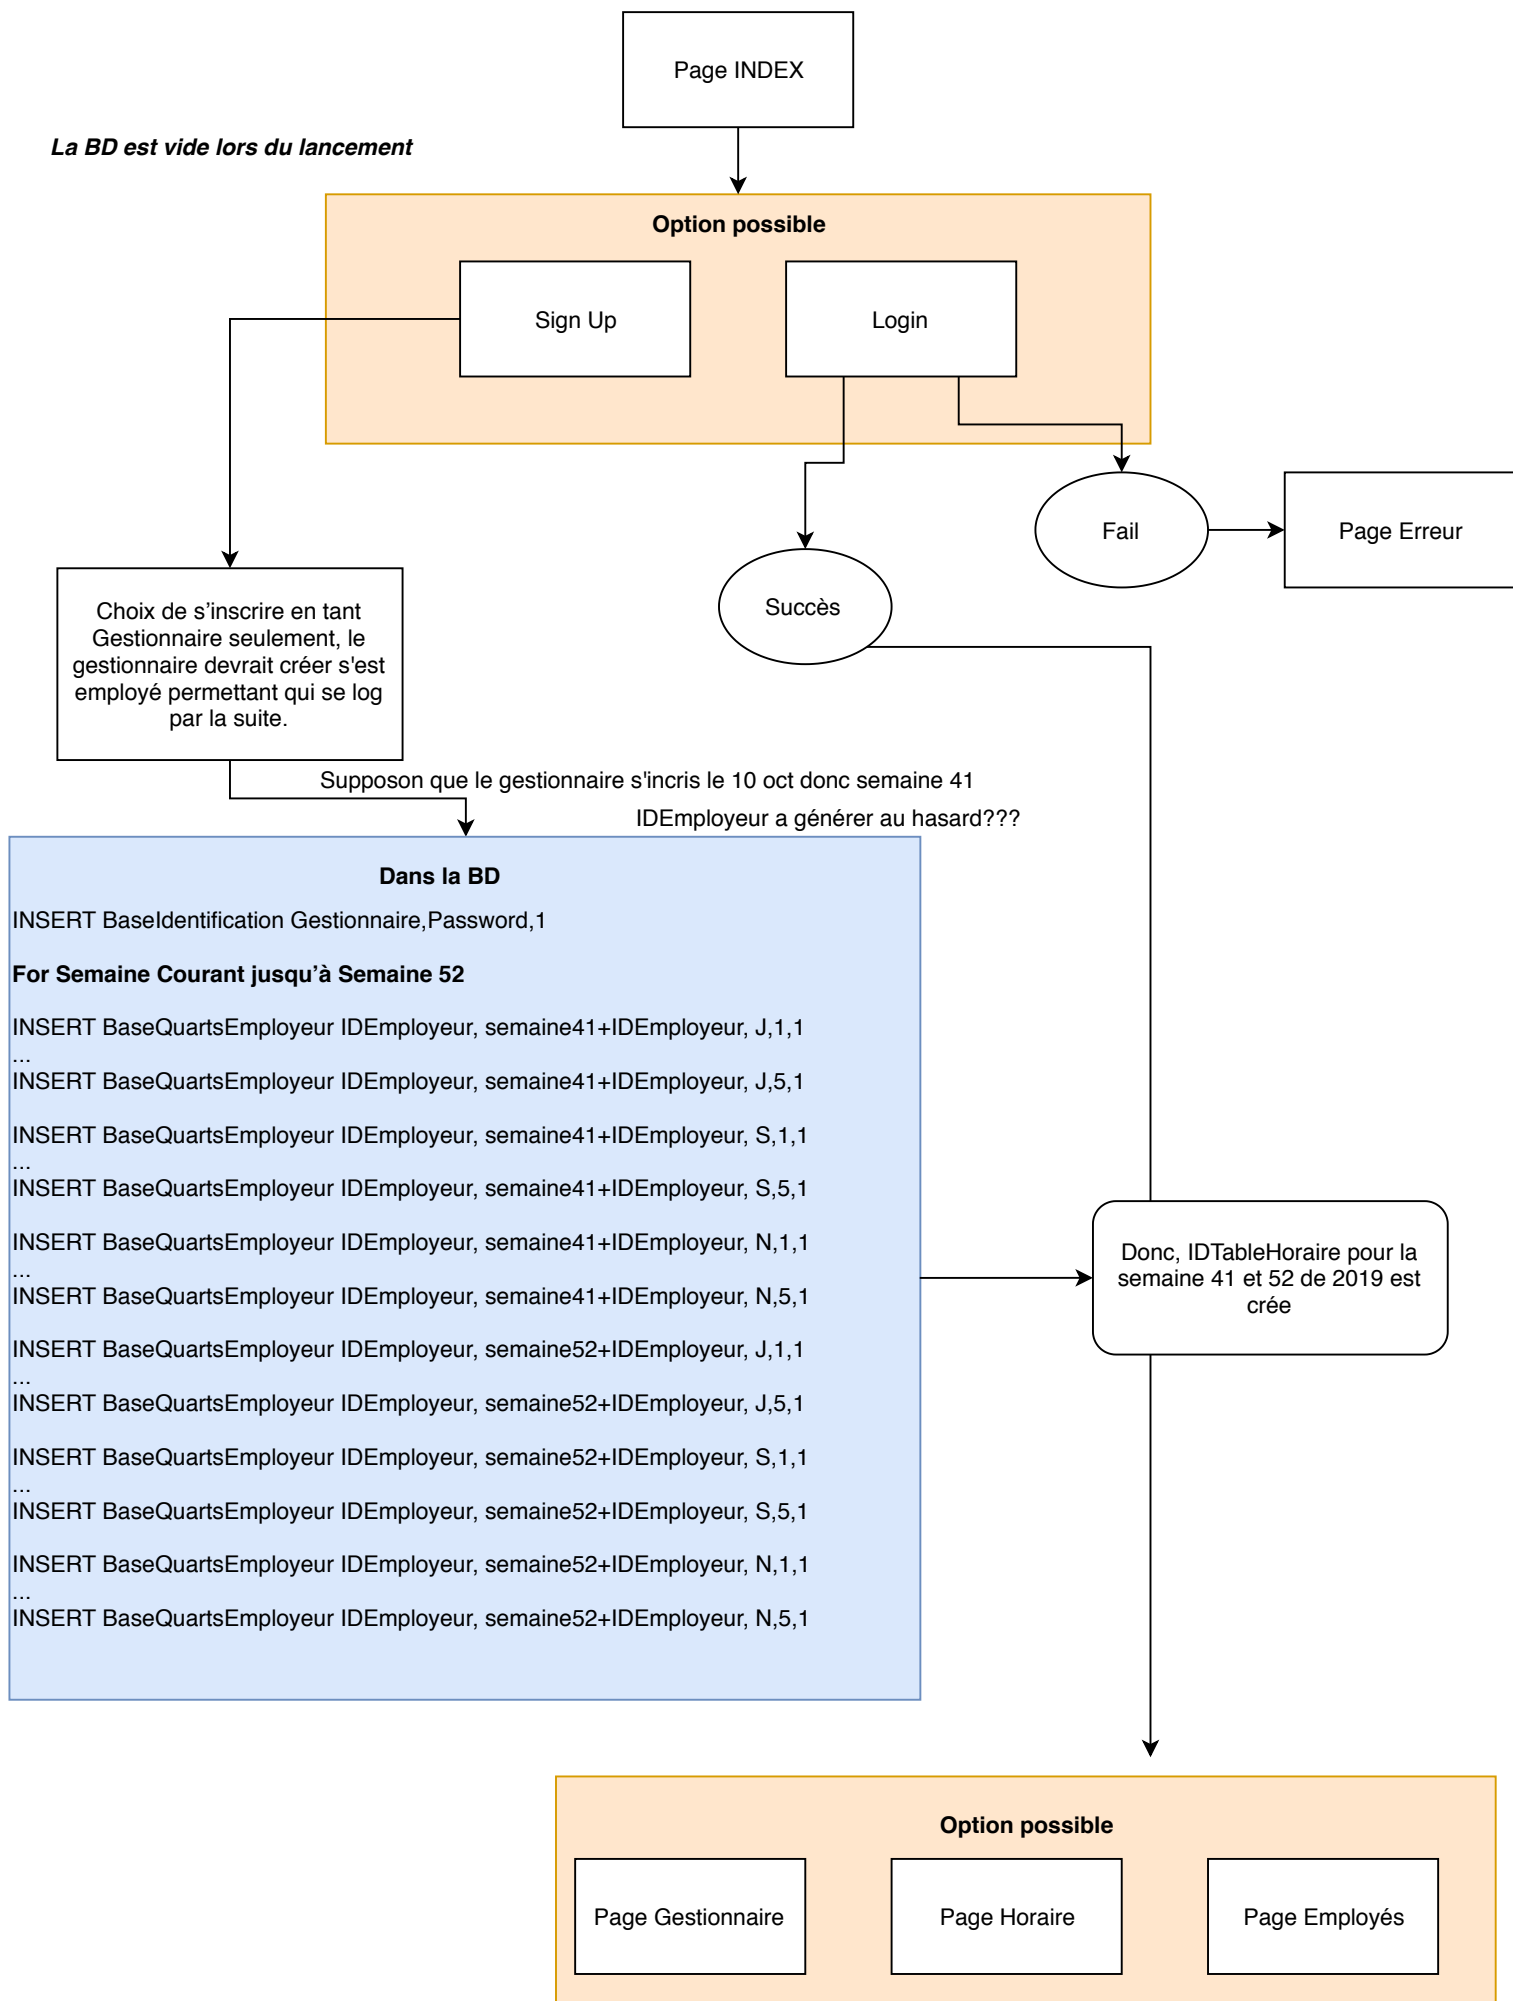 Page INDEX
La BD est vide lors du lancement
Option possible
Sign Up
Login
Fail
Page Erreur
Succès
Choix de s’inscrire en tant
Gestionnaire seulement, le
gestionnaire devrait créer s'est
employé permettant qui se log
par la suite.
Supposon que le gestionnaire s'incris le 10 oct donc semaine 41
IDEmployeur a générer au hasard???
Dans la BD
INSERT BaseIdentification Gestionnaire,Password,1
For Semaine Courant jusqu’à Semaine 52
INSERT BaseQuartsEmployeur IDEmployeur, semaine41+IDEmployeur, J,1,1
...
INSERT BaseQuartsEmployeur IDEmployeur, semaine41+IDEmployeur, J,5,1
INSERT BaseQuartsEmployeur IDEmployeur, semaine41+IDEmployeur, S,1,1
...
INSERT BaseQuartsEmployeur IDEmployeur, semaine41+IDEmployeur, S,5,1
INSERT BaseQuartsEmployeur IDEmployeur, semaine41+IDEmployeur, N,1,1
...
INSERT BaseQuartsEmployeur IDEmployeur, semaine41+IDEmployeur, N,5,1
INSERT BaseQuartsEmployeur IDEmployeur, semaine52+IDEmployeur, J,1,1
...
INSERT BaseQuartsEmployeur IDEmployeur, semaine52+IDEmployeur, J,5,1
INSERT BaseQuartsEmployeur IDEmployeur, semaine52+IDEmployeur, S,1,1
...
INSERT BaseQuartsEmployeur IDEmployeur, semaine52+IDEmployeur, S,5,1
INSERT BaseQuartsEmployeur IDEmployeur, semaine52+IDEmployeur, N,1,1
...
INSERT BaseQuartsEmployeur IDEmployeur, semaine52+IDEmployeur, N,5,1
Donc, IDTableHoraire pour la
semaine 41 et 52 de 2019 est
crée
Option possible
Page Gestionnaire
Page Horaire
Page Employés